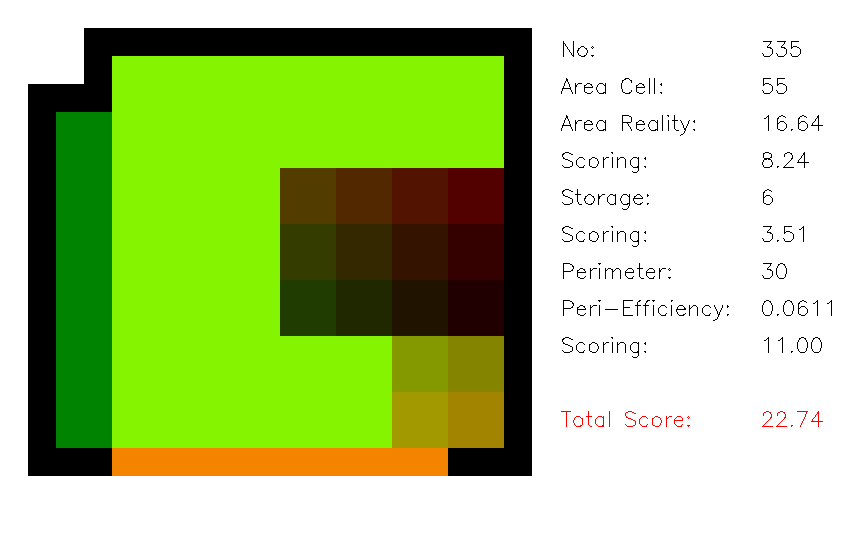 No: 335
Area Cell: 55
Area Reality: 16.64
Scoring: 8.24
Storage: 6
Scoring: 3.51
Perimeter: 30
Peri-Efficiency: 0.0611
Scoring: 11.00
Total Score: 22.74